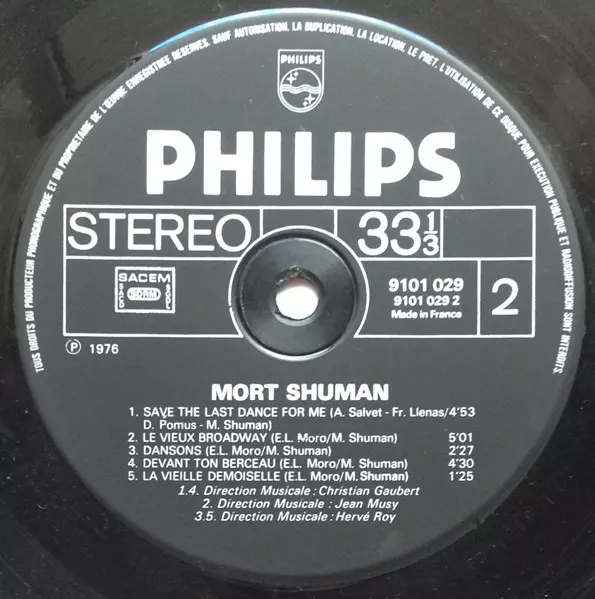 TOUS DROITS DU PRODUCTEUR PHONOGRAPHIQUE ET DU PROPRIETAIRE DE L'ŒUVRE ENREGISTREE RESERVES. SAUF AUTORISATION, LA DUPLICATION, LA LOCATION, LE PRET, L'UTILISATION DE CE DISQUE POUR EXECUTION PUBLIQUE ET RADIODIFFUSION SONT INTERDITS.
PHILIPS
PHILIPS
STEREO 33 1/3
SACEM
SACD SDRM SGDL
9101 029
9101 029 2
Made in France
2
Ⓟ 1976
MORT SHUMAN
1. SAVE THE LAST DANCE FOR ME (A. Salvet - Fr. Llenas/4'53
D. Pomus - M. Shuman)
2. LE VIEUX BROADWAY (E.L. Moro/M. Shuman) 5'01
3. DANSONS (E.L. Moro/M. Shuman) 2'27
4. DEVANT TON BERCEAU (E.L. Moro/M. Shuman) 4'30
5. LA VIEILLE DEMOISELLE (E.L. Moro/M. Shuman) 1'25
1.4. Direction Musicale : Christian Gaubert
2. Direction Musicale : Jean Musy
3.5. Direction Musicale : Hervé Roy